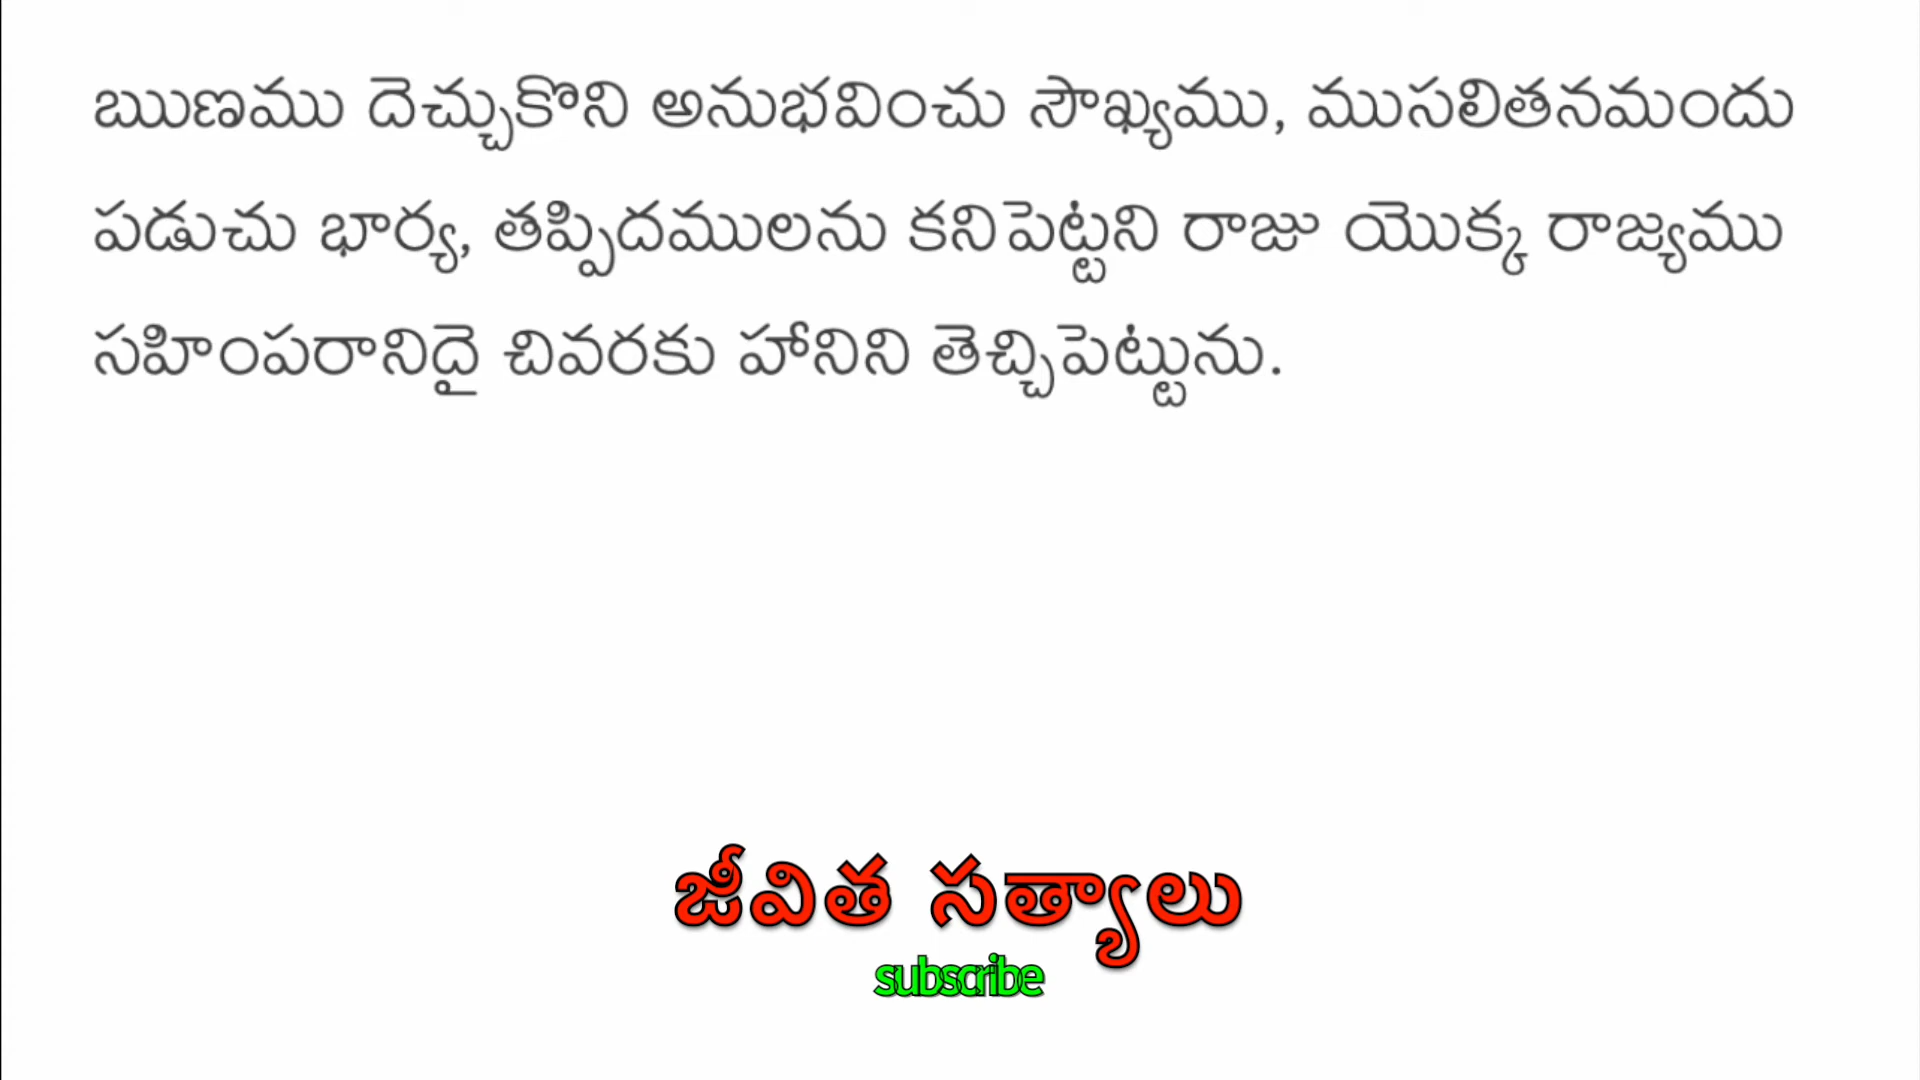 ఋణము దెచ్చుకొని అనుభవించు సౌఖ్యము, ముసలితనమందు
పడుచు భార్య, తప్పిదములను కనిపెట్టని రాజు యొక్క రాజ్యము
సహింపరానిదై చివరకు హానిని తెచ్చిపెట్టును.
జీవిత సత్యాలు
subscribe